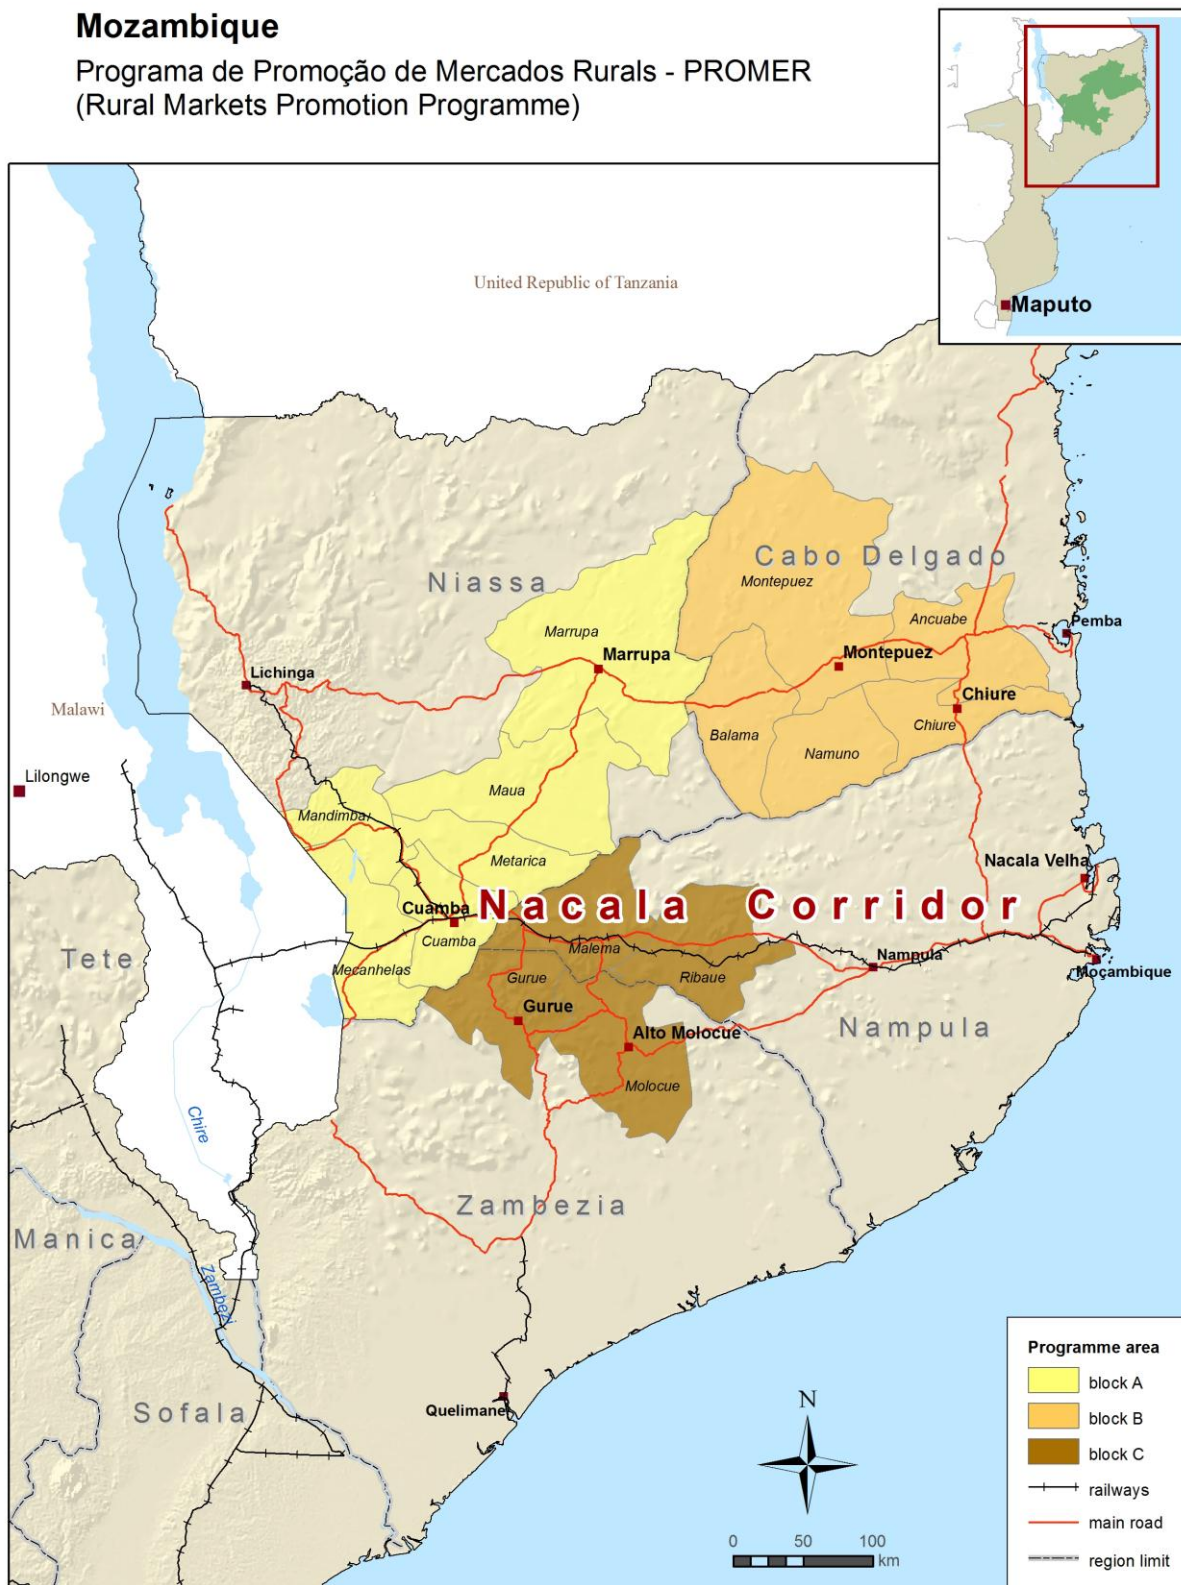 Mozambique
Programa de Promoção de Mercados Rurals - PROMER
(Rural Markets Promotion Programme)
Maputo
United Republic of Tanzania
Niassa
Cabo Delgado
Montepuez
Ancuabe
Pemba
Marrupa
Marrupa
Montepuez
Lichinga
Chiure
Malawi
Balama
Namuno
Chiure
Lilongwe
Maua
Mandimba
Metarica
Nacala Velha
Cuamba
Nacala Corridor
Cuamba
Malema
Tete
Mecanhelas
Gurue
Ribaue
Nampula
Moçambique
Gurue
Alto Molocue
Nampula
Molocue
Chire
Zambezia
Manica
Zambezi
Sofala
Quelimane
N
0 50 100
km
Programme area
block A
block B
block C
railways
main road
region limit